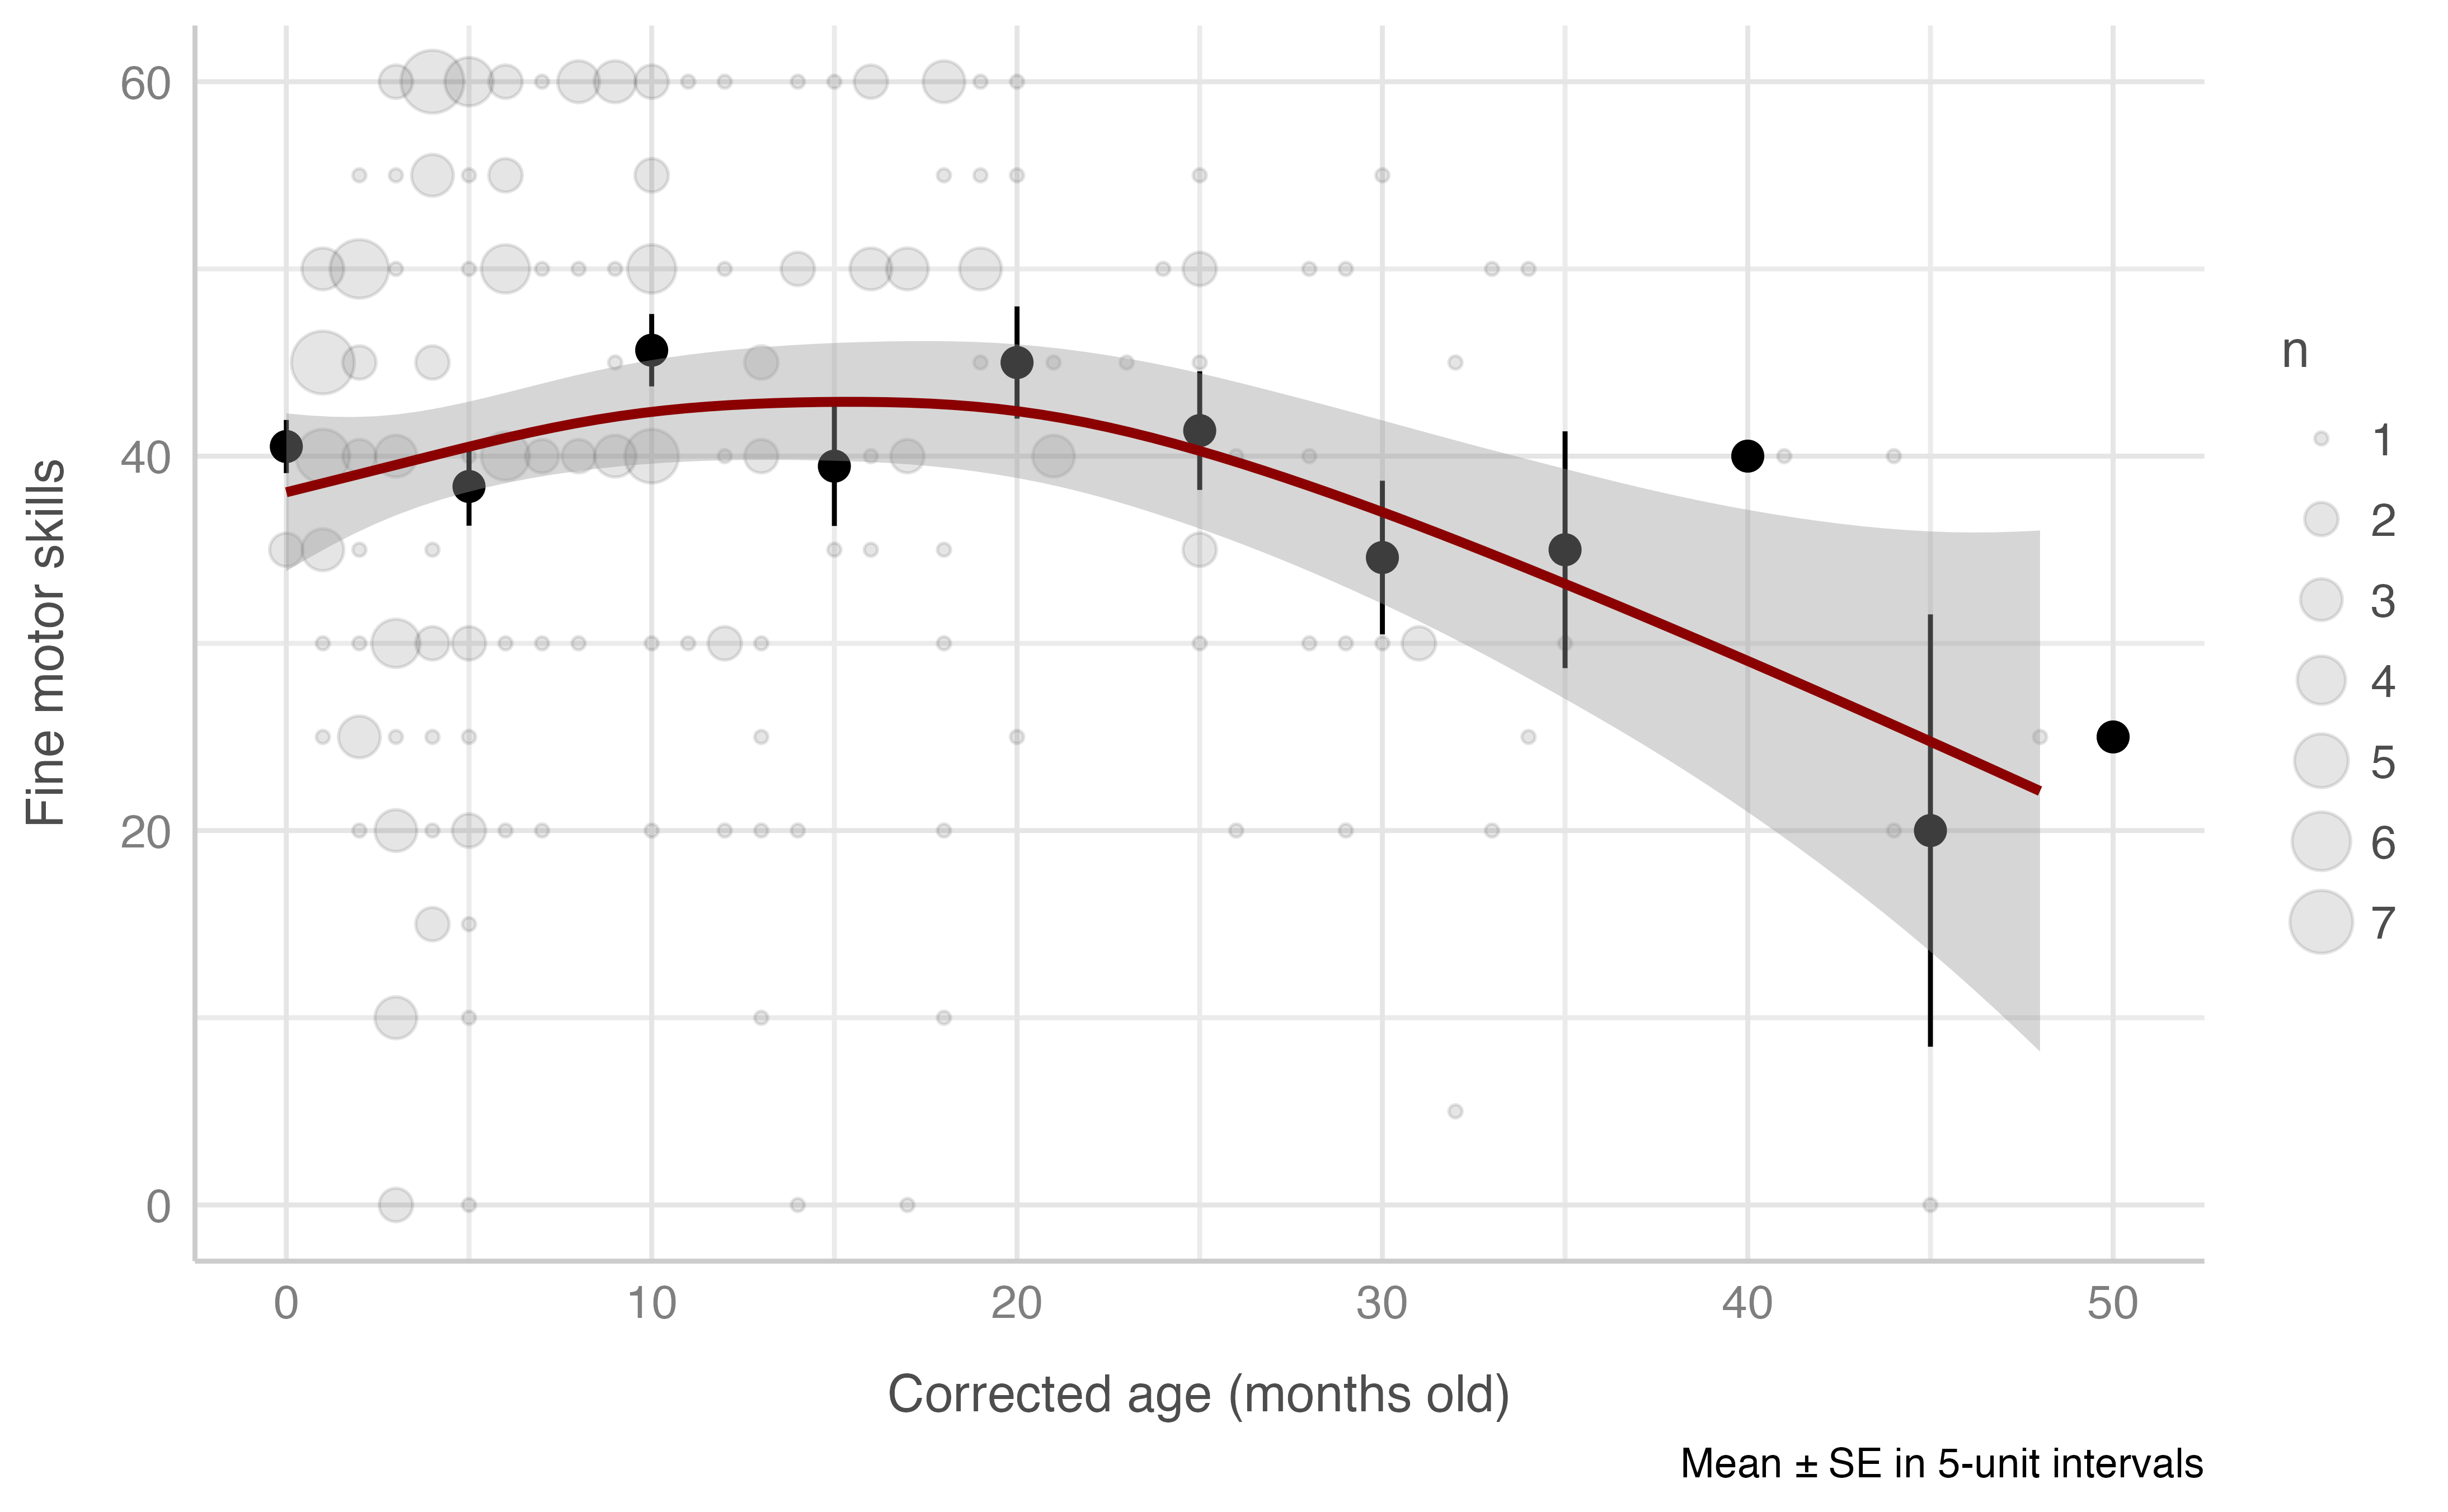 60
40
20
0
Fine motor skills
0 10 20 30 40 50
Corrected age (months old)
Mean ± SE in 5-unit intervals
n
1
2
3
4
5
6
7